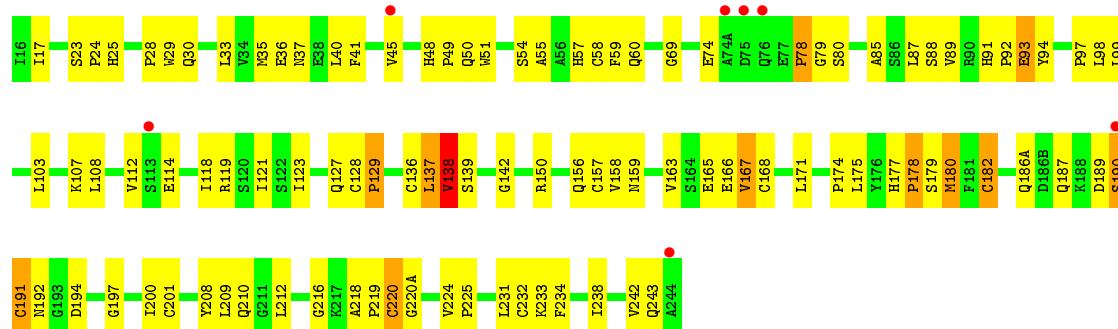 I16 I17 S23 P24 H25 P28 W29 Q30 L33 V34 M35 E36 N37 E38 L40 F41 V45 H48 P49 Q50 W51 S54 A55 A56 H57 C58 F59 Q60 G69 E74 A74A D75 Q76 E77 P78 G79 S80 A85 S86 L87 S88 V89 R90 H91 P92 E93 Y94 P97 L98 L99
L103 K107 L108 V112 S113 E114 I118 R119 S120 I121 S122 I123 Q127 C128 P129 C136 L137 V138 S139 G142 R150 Q156 C157 V158 N159 V163 S164 E165 E166 V167 C168 L171 P174 L175 Y176 H177 P178 S179 M180 F181 C182 Q186A D186B Q187 K188 D189 S190
C191 N192 G193 D194 G197 I200 C201 Y208 L209 Q210 G211 L212 G216 K217 A218 P219 C220 G220A V224 P225 L231 C232 K233 F234 I238 V242 Q243 A244